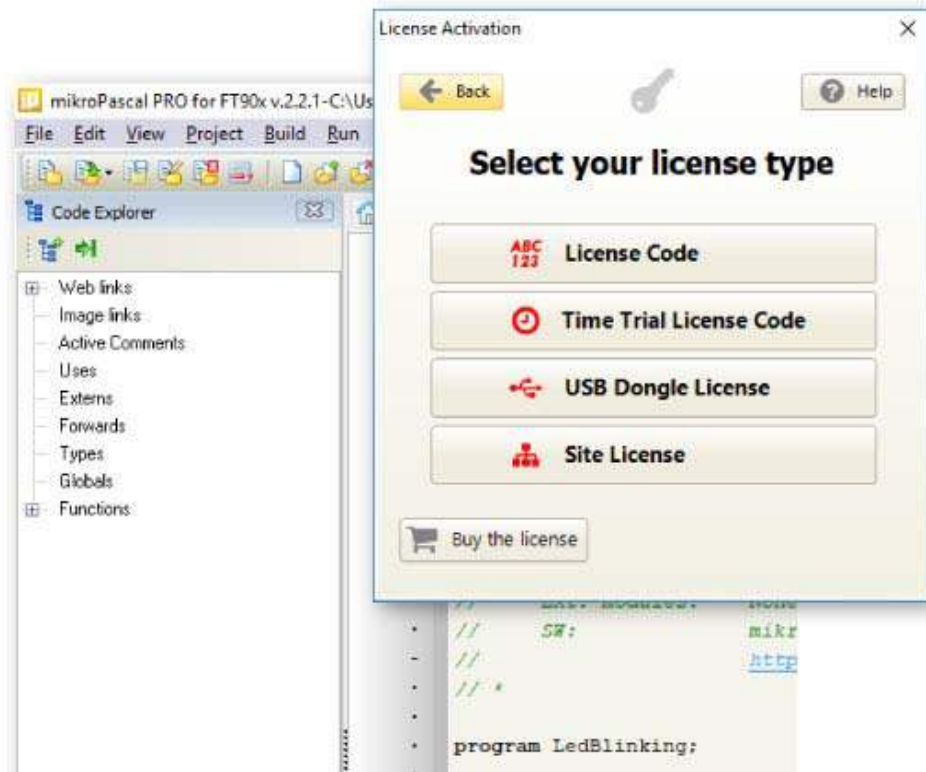 License Activation
Back
Help
Select your license type
ABC
123
License Code
Time Trial License Code
USB Dongle License
Site License
Buy the license
mikroPascal PRO for FT90x v.2.2.1-C:\Us
File Edit View Project Build Run
Code Explorer
Web links
Image links
Active Comments
Uses
Externs
Forwards
Types
Globals
Functions
// Ext. modules: None
// SW: mikr
// http
// *
program LedBlinking;